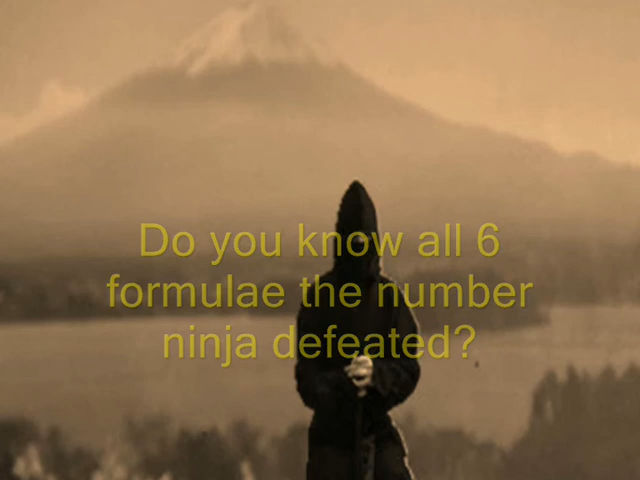 Do you know all 6
formulae the number
ninja defeated?